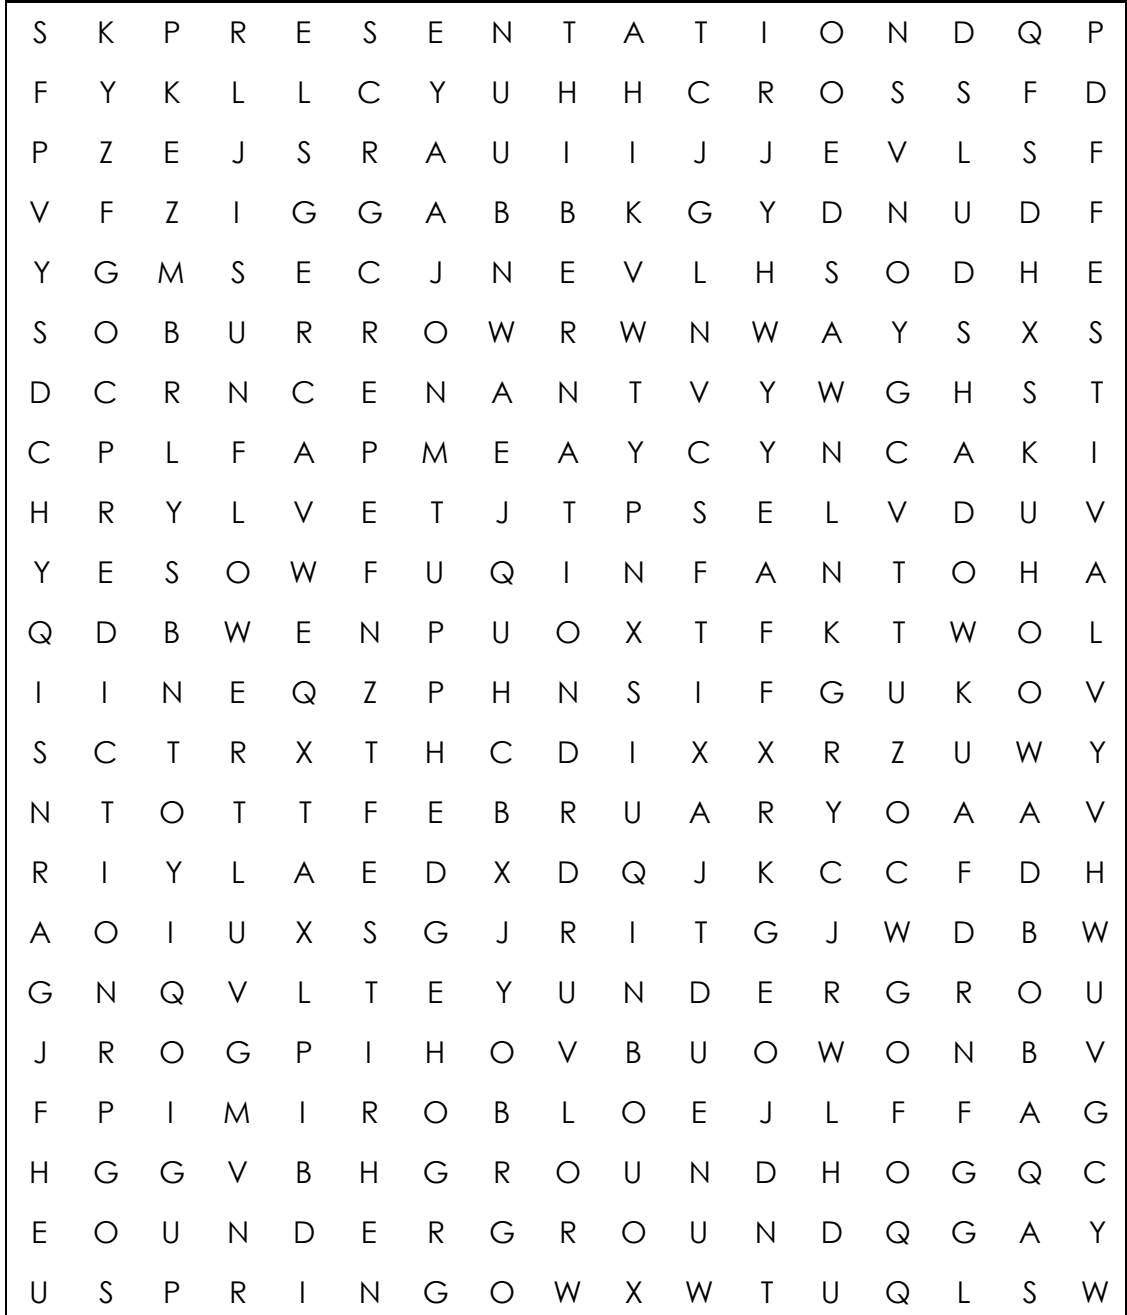 S K P R E S E N T A T I O N D Q P
F Y K L L C Y U H H C R O S S F D
P Z E J S R A U I I J J E V L S F
V F Z I G G A B B K G Y D N U D F
Y G M S E C J N E V L H S O D H E
S O B U R R O W R W N W A Y S X S
D C R N C E N A N T V Y W G H S T
C P L F A P M E A Y C Y N C A K I
H R Y L V E T J T P S E L V D U V
Y E S O W F U Q I N F A N T O H A
Q D B W E N P U O X T F K T W O L
I I N E Q Z P H N S I F G U K O V
S C T R X T H C D I X X R Z U W Y
N T O T T F E B R U A R Y O A A V
R I Y L A E D X D Q J K C C F D H
A O I U X S G J R I T G J W D B W
G N Q V L T E Y U N D E R G R O U
J R O G P I H O V B U O W O N B V
F P I M I R O B L O E J L F F A G
H G G V B H G R O U N D H O G Q C
E O U N D E R G R O U N D Q G A Y
U S P R I N G O W X W T U Q L S W